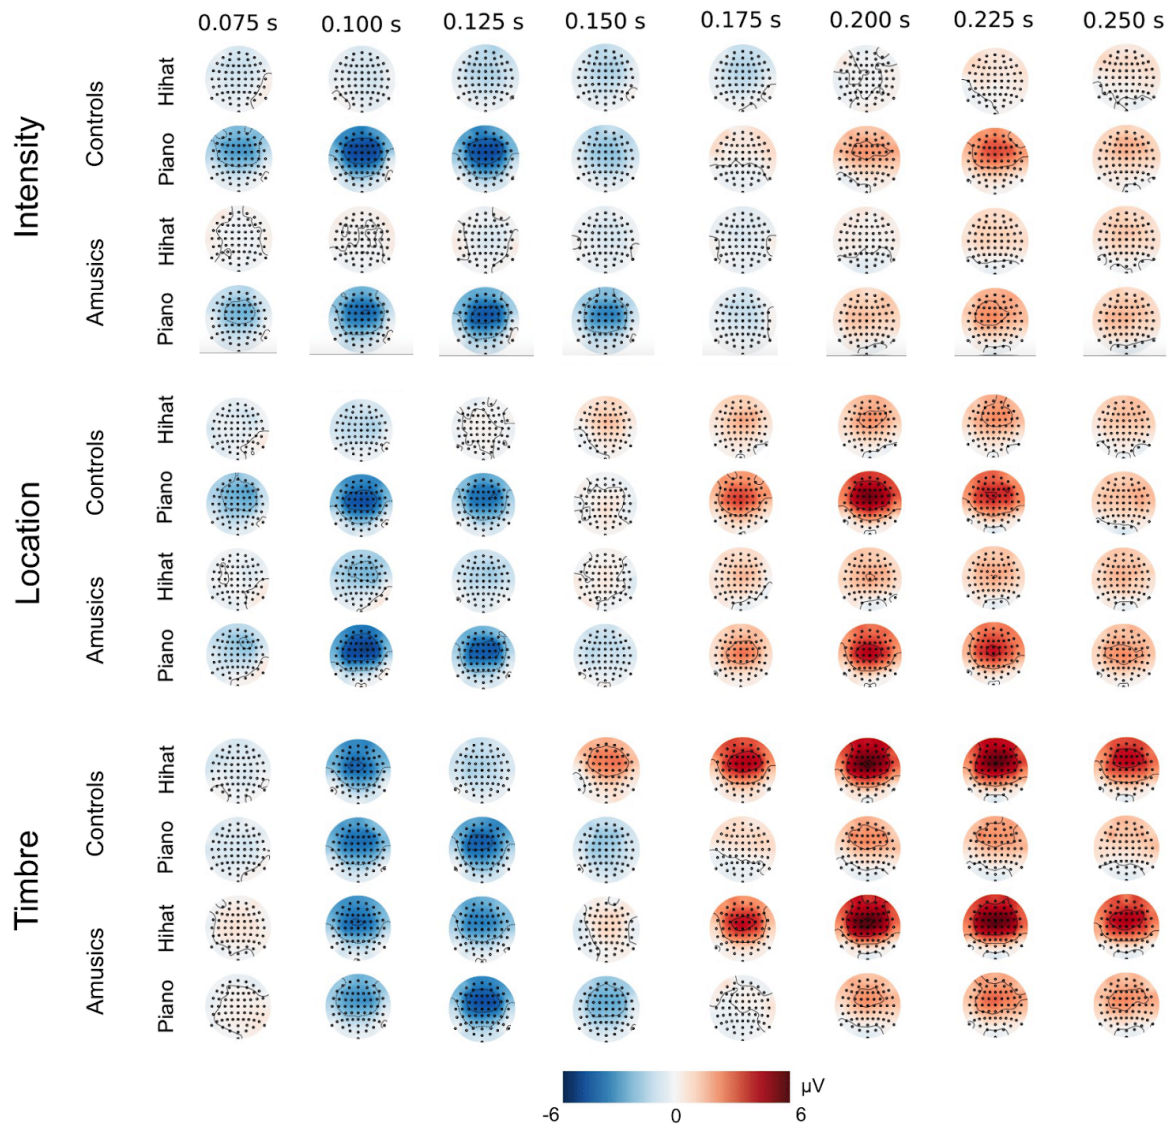 0.075 s 0.100 s 0.125 s 0.150 s 0.175 s 0.200 s 0.225 s 0.250 s
Intensity
Controls
Hihat
Piano
Amusics
Hihat
Piano
Location
Controls
Hihat
Piano
Amusics
Hihat
Piano
Timbre
Controls
Hihat
Piano
Amusics
Hihat
Piano
µV
-6 0 6